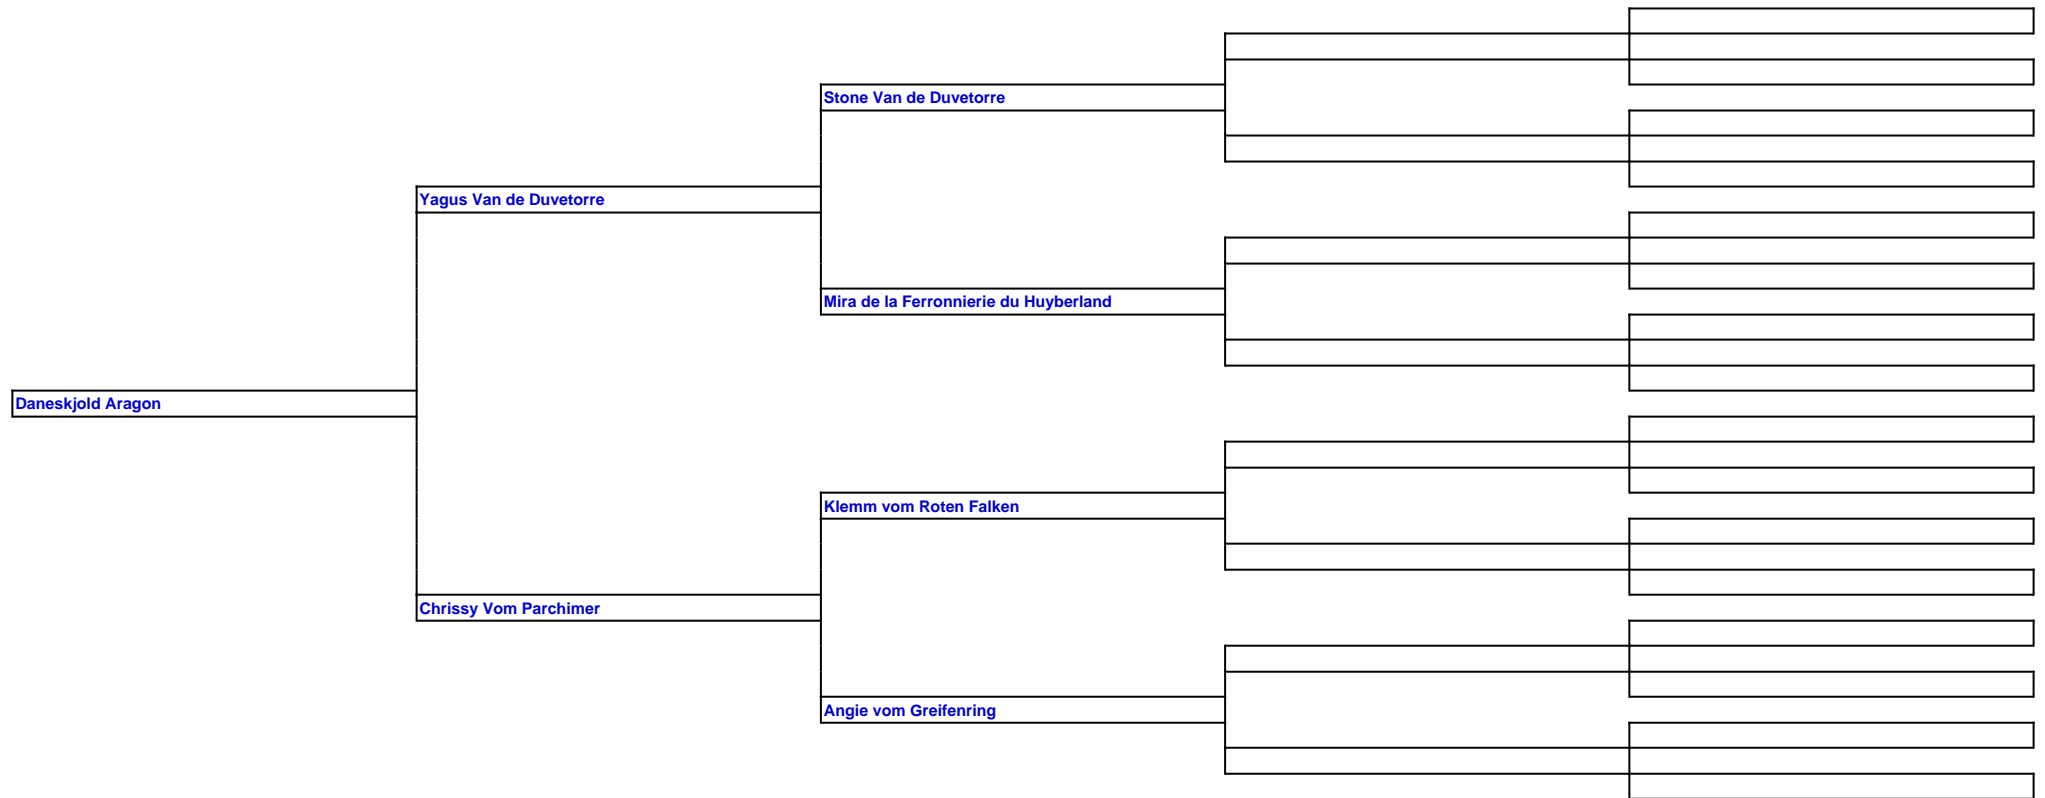 Stone Van de Duvetorre
Yagus Van de Duvetorre
Mira de la Ferronnierie du Huyberland
Daneskjold Aragon
Klemm vom Roten Falken
Chrissy Vom Parchimer
Angie vom Greifenring